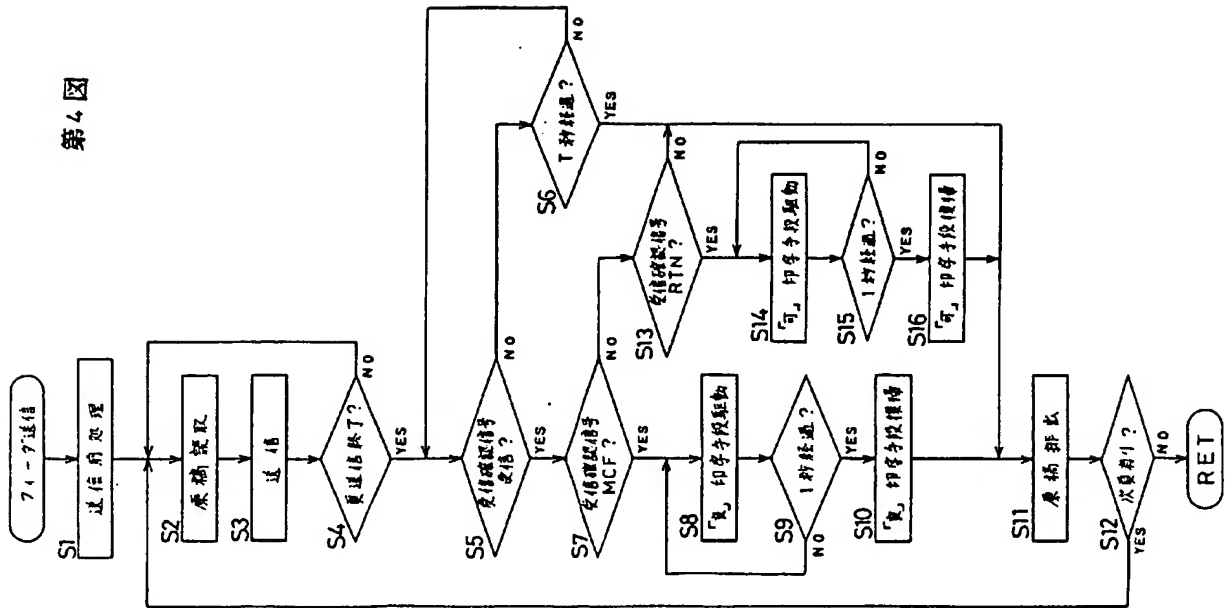 第4図
フィーダ送信
S1
送信前処理
S2
原稿読取
S3
送信
S4
頁送信終了?
NO
YES
S5
受信確認信号
受信?
NO
YES
S6
T秒経過?
NO
YES
S7
受信確認信号
MCF?
NO
YES
S8
「良」印字手段駆動
S9
1秒経過?
NO
YES
S10
「良」印字手段復帰
S13
受信確認信号
RTN?
NO
YES
S14
「可」印字手段駆動
S15
1秒経過?
NO
YES
S16
「可」印字手段復帰
S11
原稿排出
S12
次頁有り?
YES
NO
RET